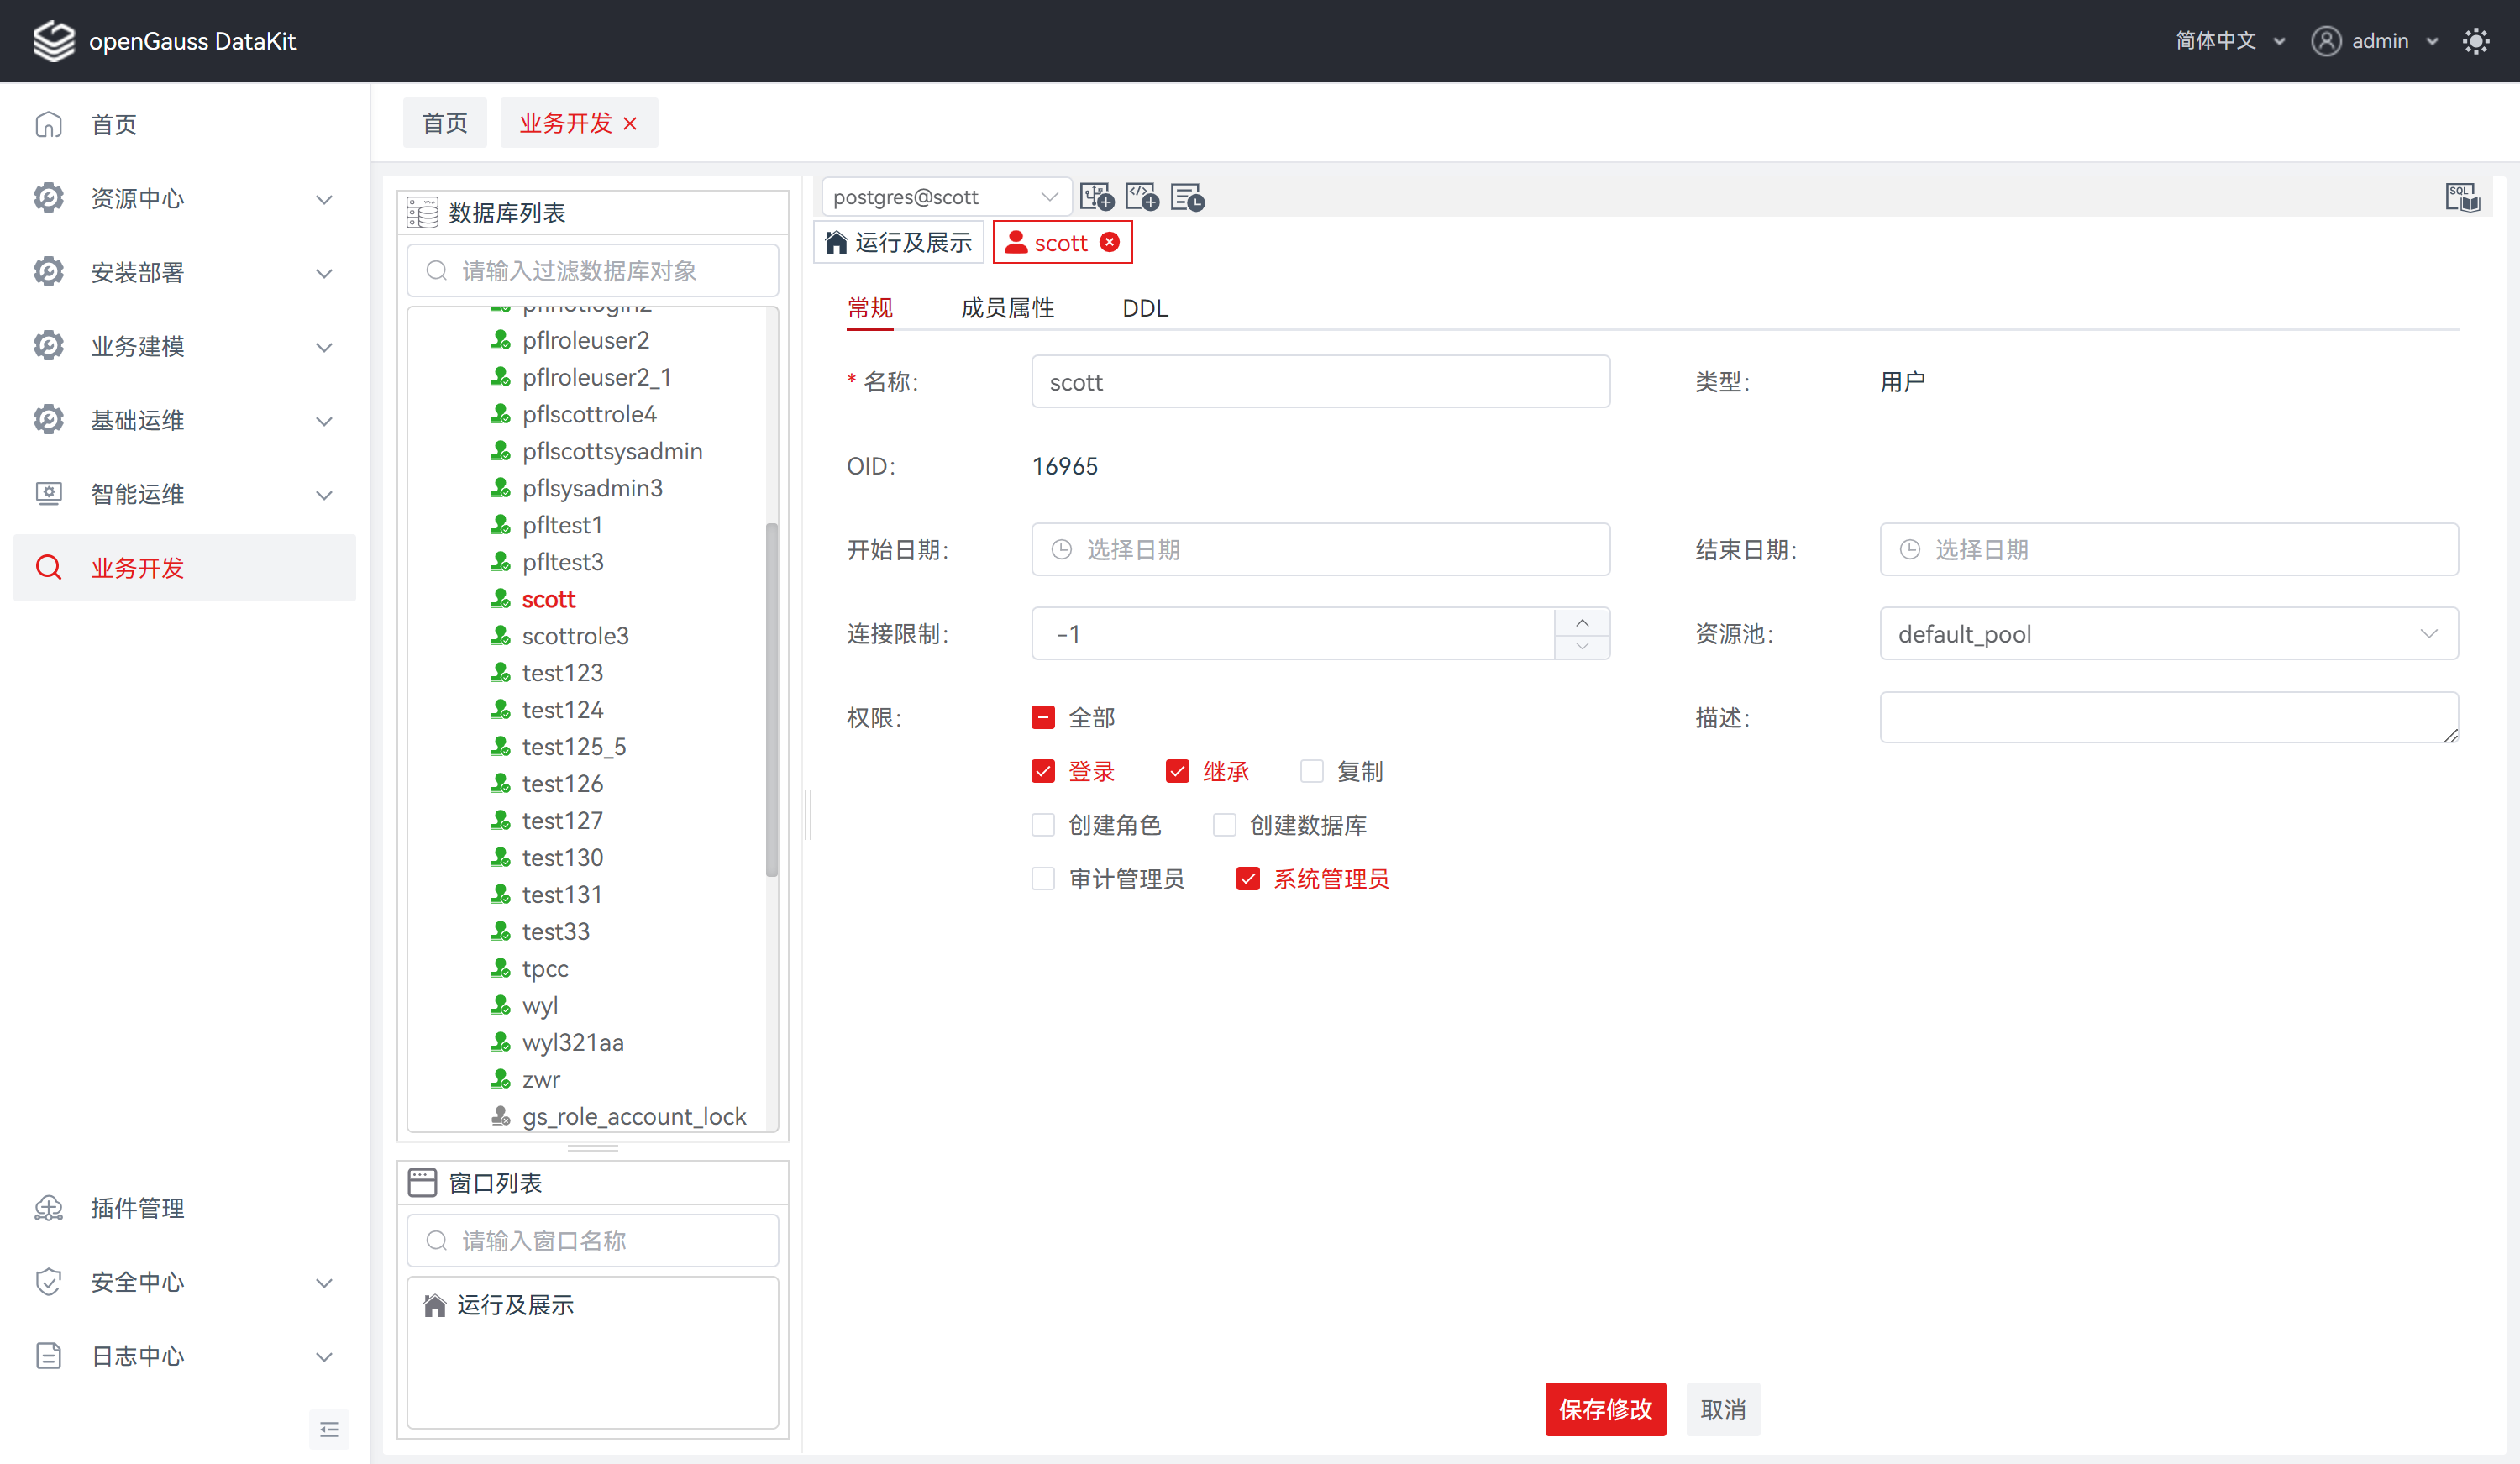 openGauss DataKit
简体中文
admin
首页
资源中心
安装部署
业务建模
基础运维
智能运维
业务开发
插件管理
安全中心
日志中心
首页
业务开发
数据库列表
请输入过滤数据库对象
pflnotlogin2
pflroleuser2
pflroleuser2_1
pflscottrole4
pflscottsysadmin
pflsysadmin3
pfltest1
pfltest3
scott
scottrole3
test123
test124
test125_5
test126
test127
test130
test131
test33
tpcc
wyl
wyl321aa
zwr
gs_role_account_lock
窗口列表
请输入窗口名称
运行及展示
postgres@scott
SQL
运行及展示
scott
常规 成员属性 DDL
* 名称: scott 类型: 用户
OID: 16965
开始日期: 选择日期 结束日期: 选择日期
连接限制: -1 资源池: default_pool
权限: 全部 描述:
登录 继承 复制
创建角色 创建数据库
审计管理员 系统管理员
保存修改 取消